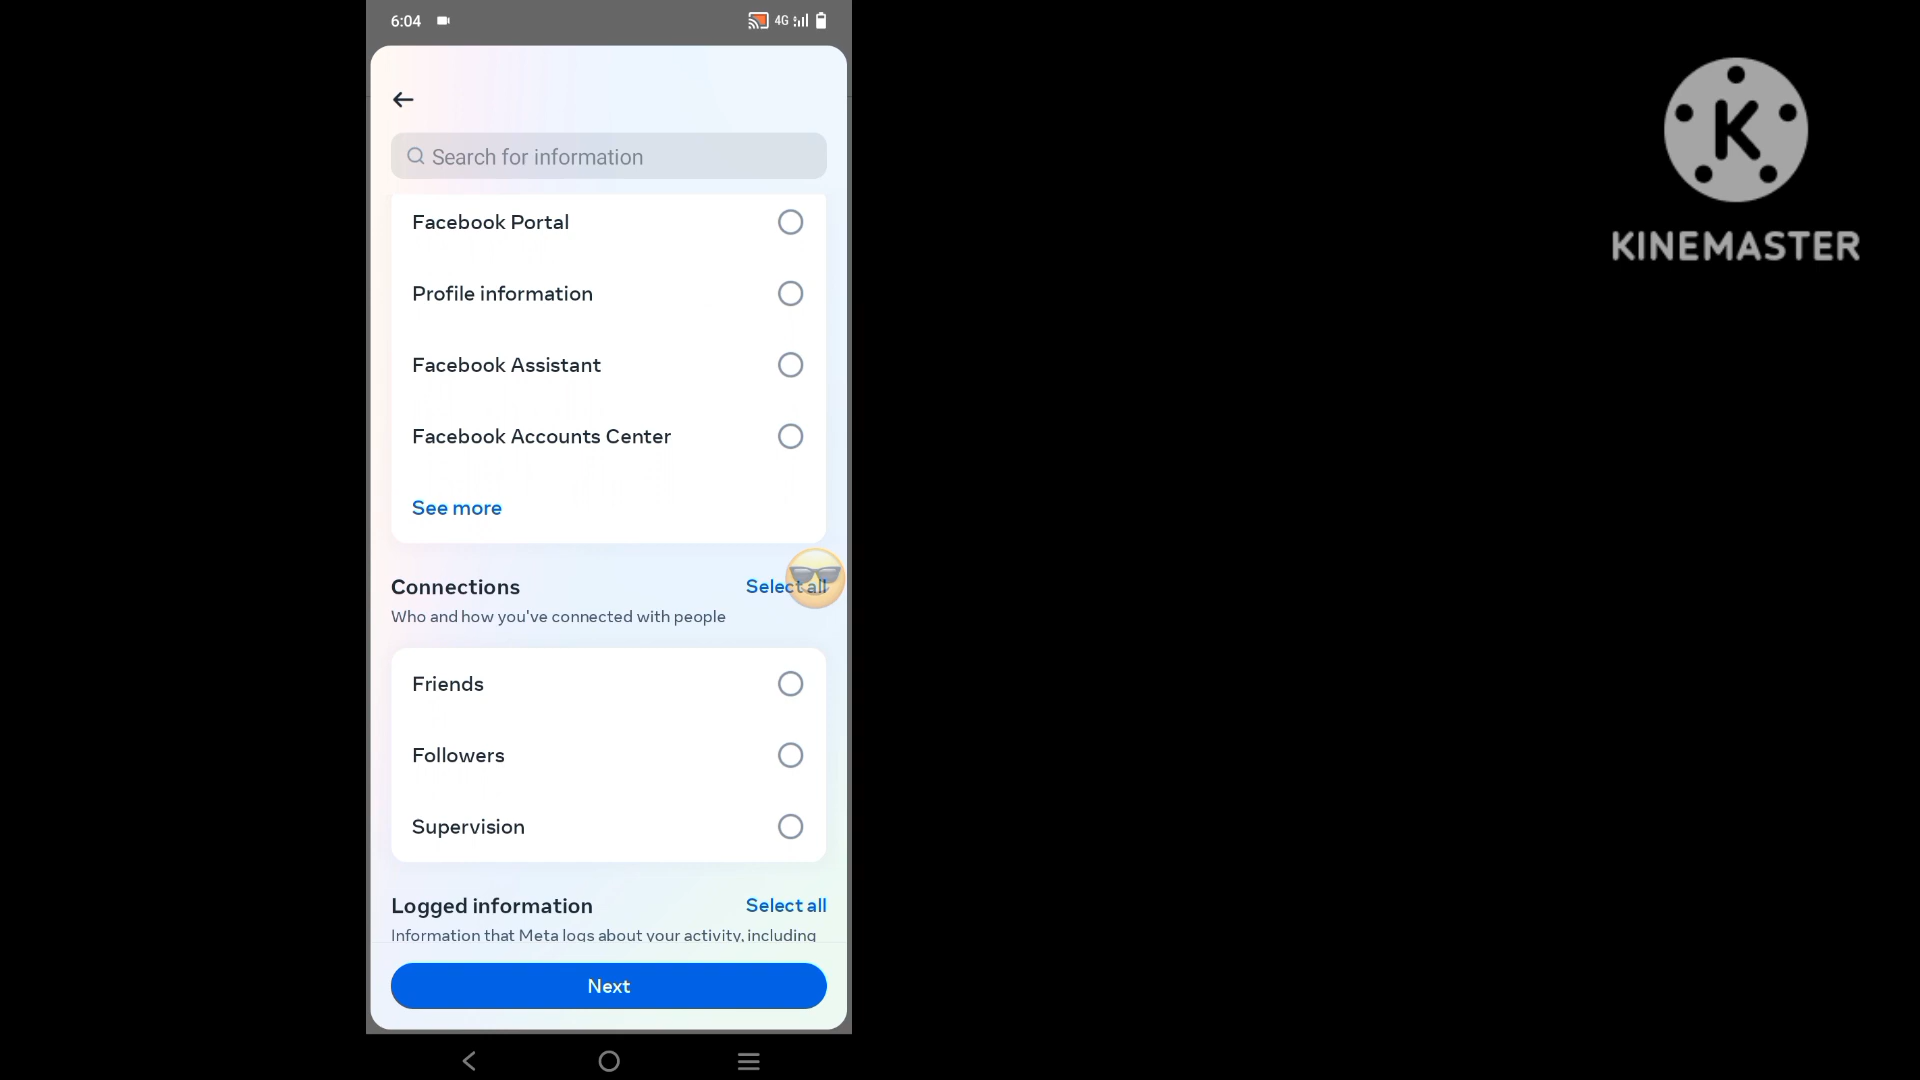 6:04
4G
Search for information
Facebook Portal
Profile information
Facebook Assistant
Facebook Accounts Center
See more
Connections
Select all
Who and how you've connected with people
Friends
Followers
Supervision
Logged information
Select all
Information that Meta logs about your activity, including
Next
K
KINEMASTER